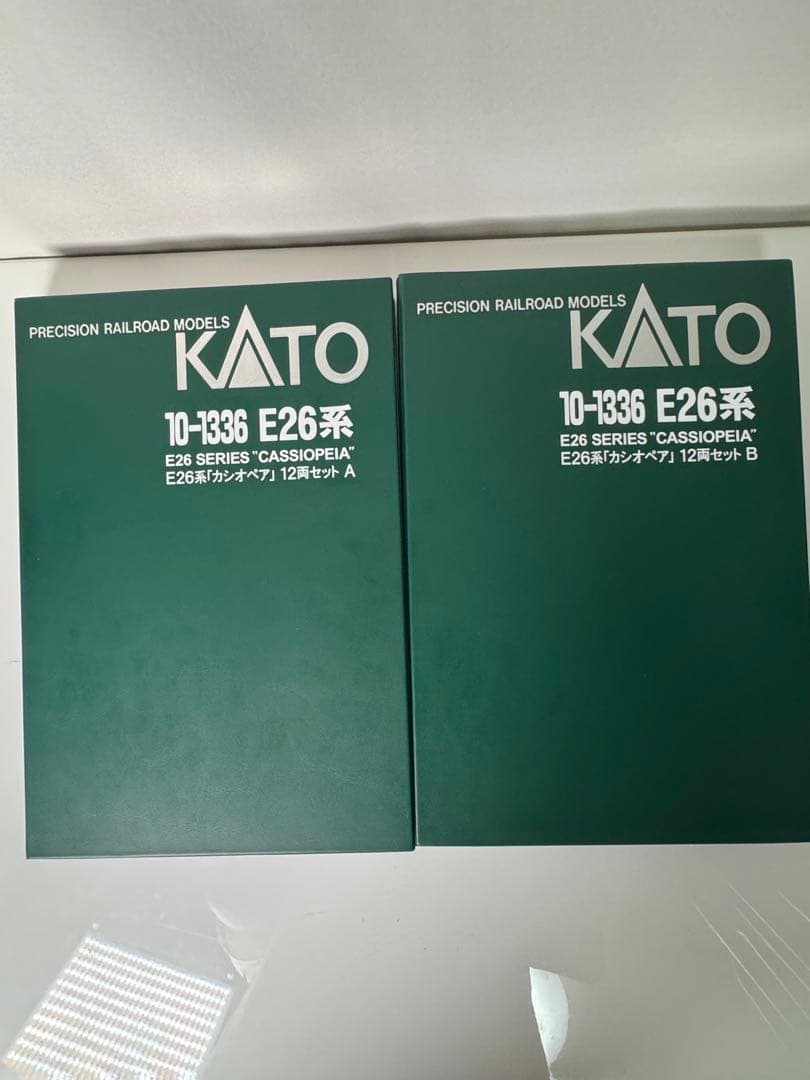 PRECISION RAILROAD MODELS
KATO
10-1336 E26系
E26 SERIES "CASSIOPEIA"
E26系「カシオペア」 12両セット A
PRECISION RAILROAD MODELS
KATO
10-1336 E26系
E26 SERIES "CASSIOPEIA"
E26系「カシオペア」 12両セット B